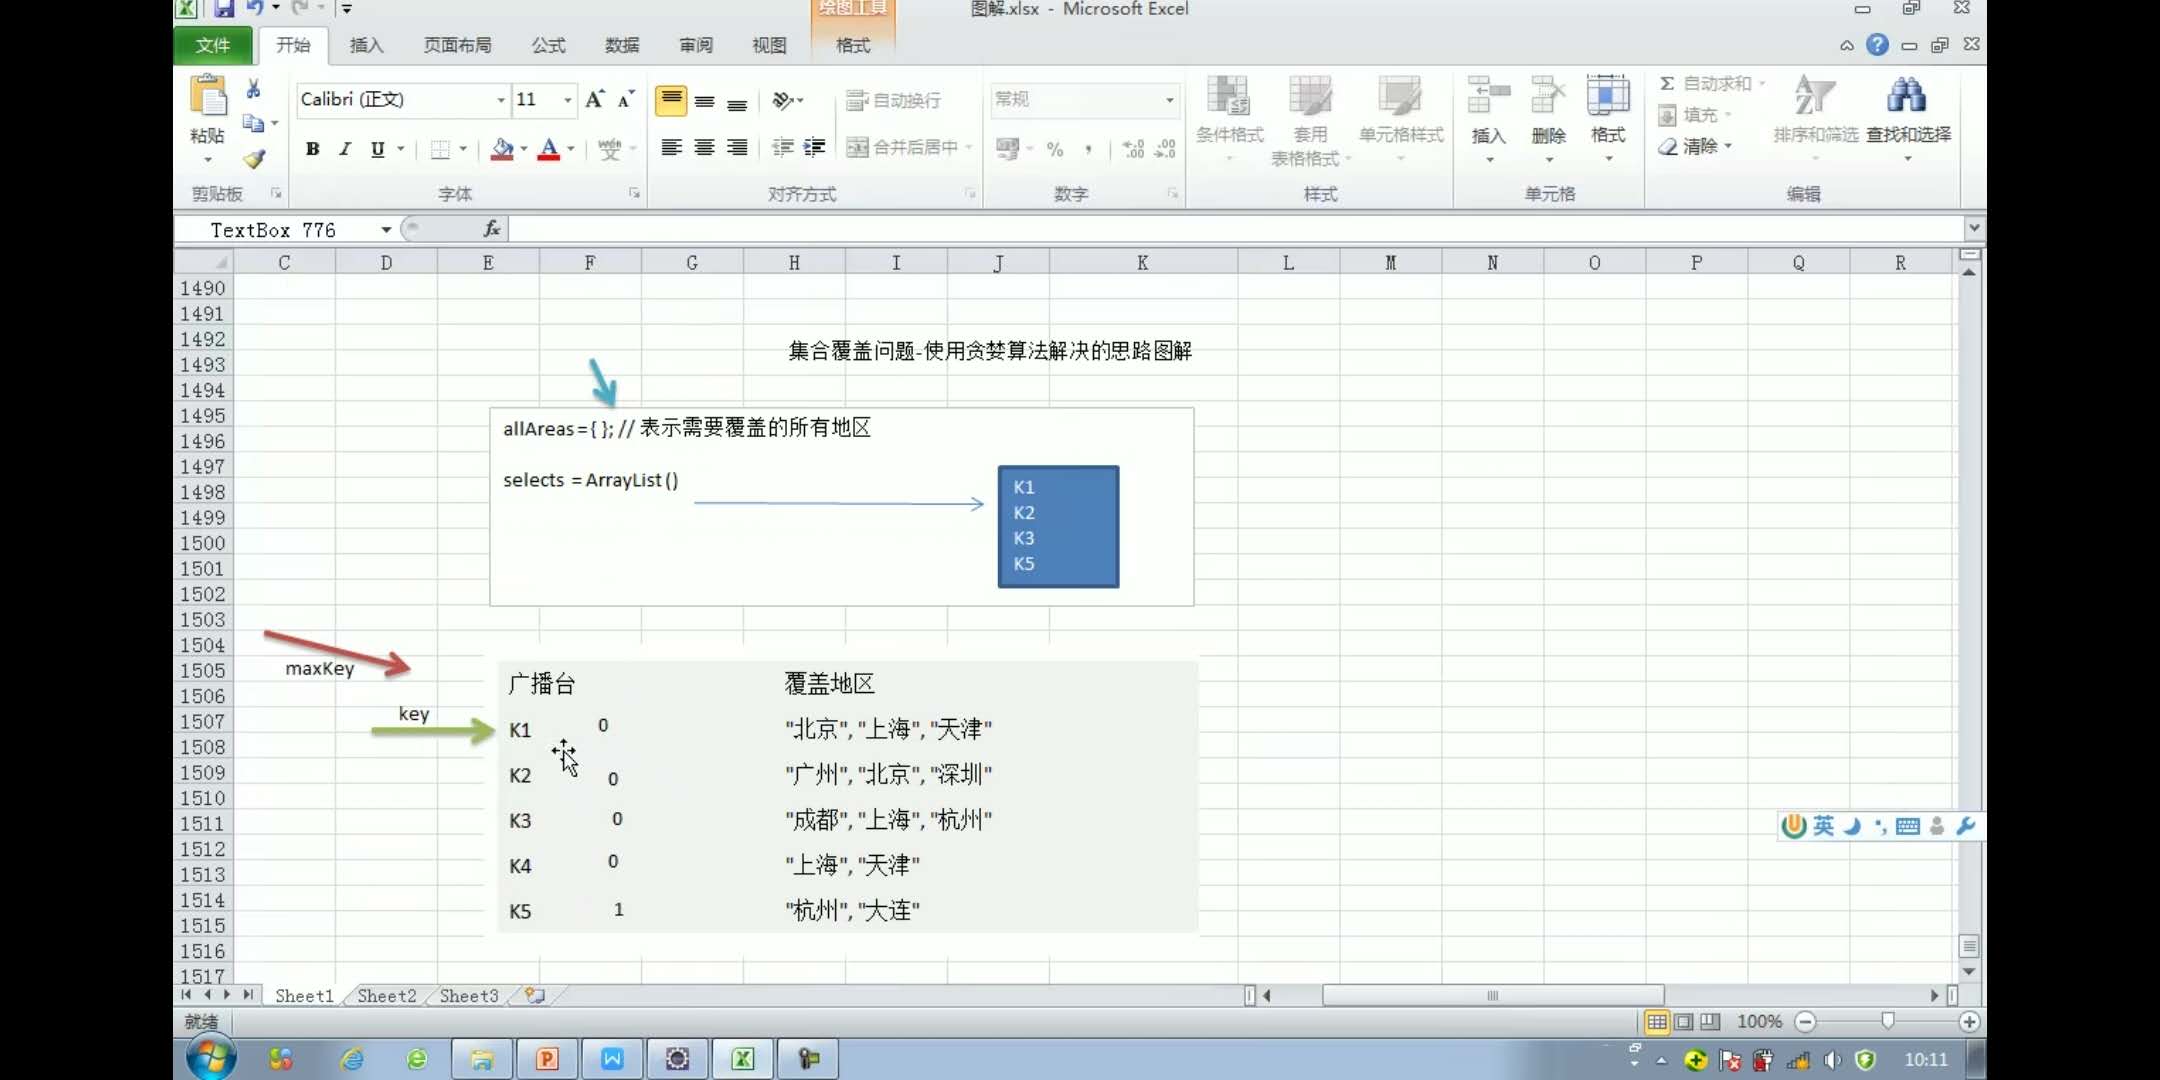 绘图工具
图解.xlsx - Microsoft Excel
文件 开始 插入 页面布局 公式 数据 审阅 视图 格式
Calibri (正文) 11
自动换行
常规
粘贴
B I U
合并后居中
条件格式 套用 表格格式 单元格样式 插入 删除 格式
Σ 自动求和
填充
清除
排序和筛选 查找和选择
剪贴板 字体 对齐方式 数字 样式 单元格 编辑
TextBox 776 fx
C D E F G H I J K L M N O P Q R
1490
1491
1492
1493
集合覆盖问题-使用贪婪算法解决的思路图解
1494
1495
1496
allAreas={ }; // 表示需要覆盖的所有地区
1497
1498
selects = ArrayList()
K1
1499
K2
1500
K3
1501
K5
1502
1503
1504
1505
maxKey
1506
广播台 覆盖地区
1507
key
1508
K1 0 "北京", "上海", "天津"
1509
K2 0 "广州", "北京", "深圳"
1510
1511
K3 0 "成都", "上海", "杭州"
1512
1513
K4 0 "上海", "天津"
1514
1515
K5 1 "杭州", "大连"
1516
1517
英
Sheet1 Sheet2 Sheet3
就绪 100%
10:11